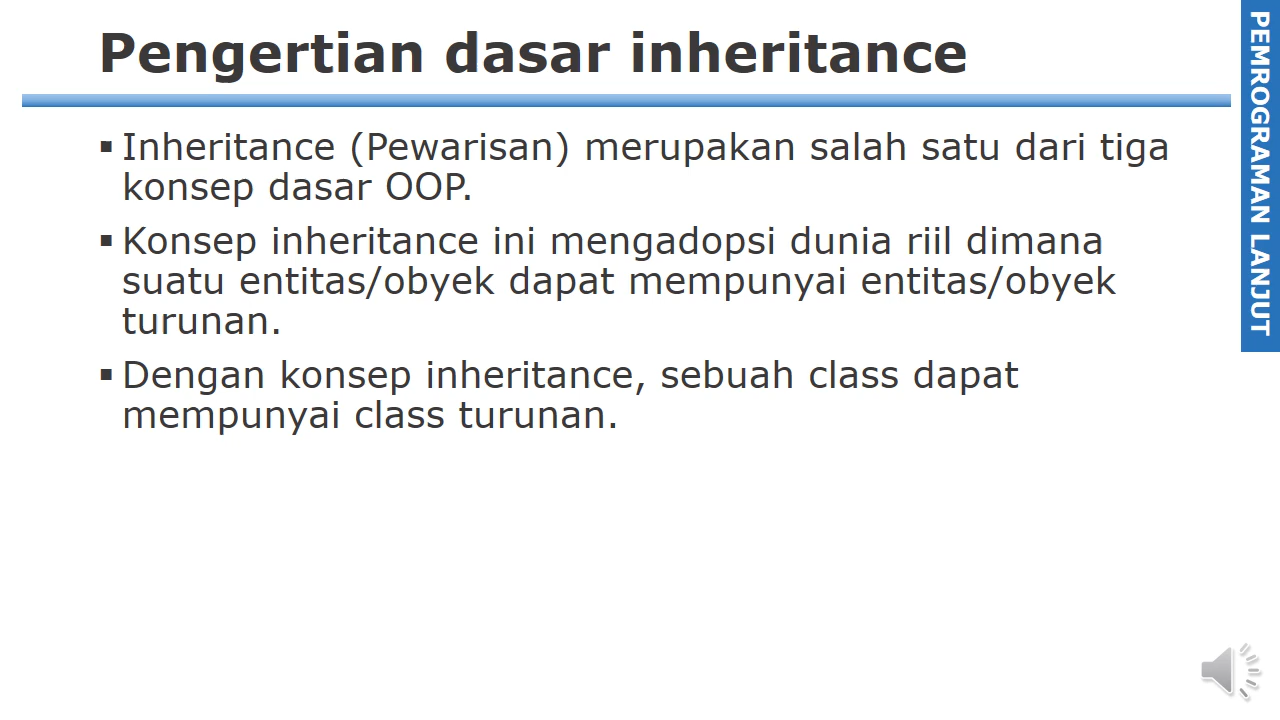 Pengertian dasar inheritance
▪ Inheritance (Pewarisan) merupakan salah satu dari tiga
konsep dasar OOP.
▪ Konsep inheritance ini mengadopsi dunia riil dimana
suatu entitas/obyek dapat mempunyai entitas/obyek
turunan.
▪ Dengan konsep inheritance, sebuah class dapat
mempunyai class turunan.
PEMROGRAMAN LANJUT